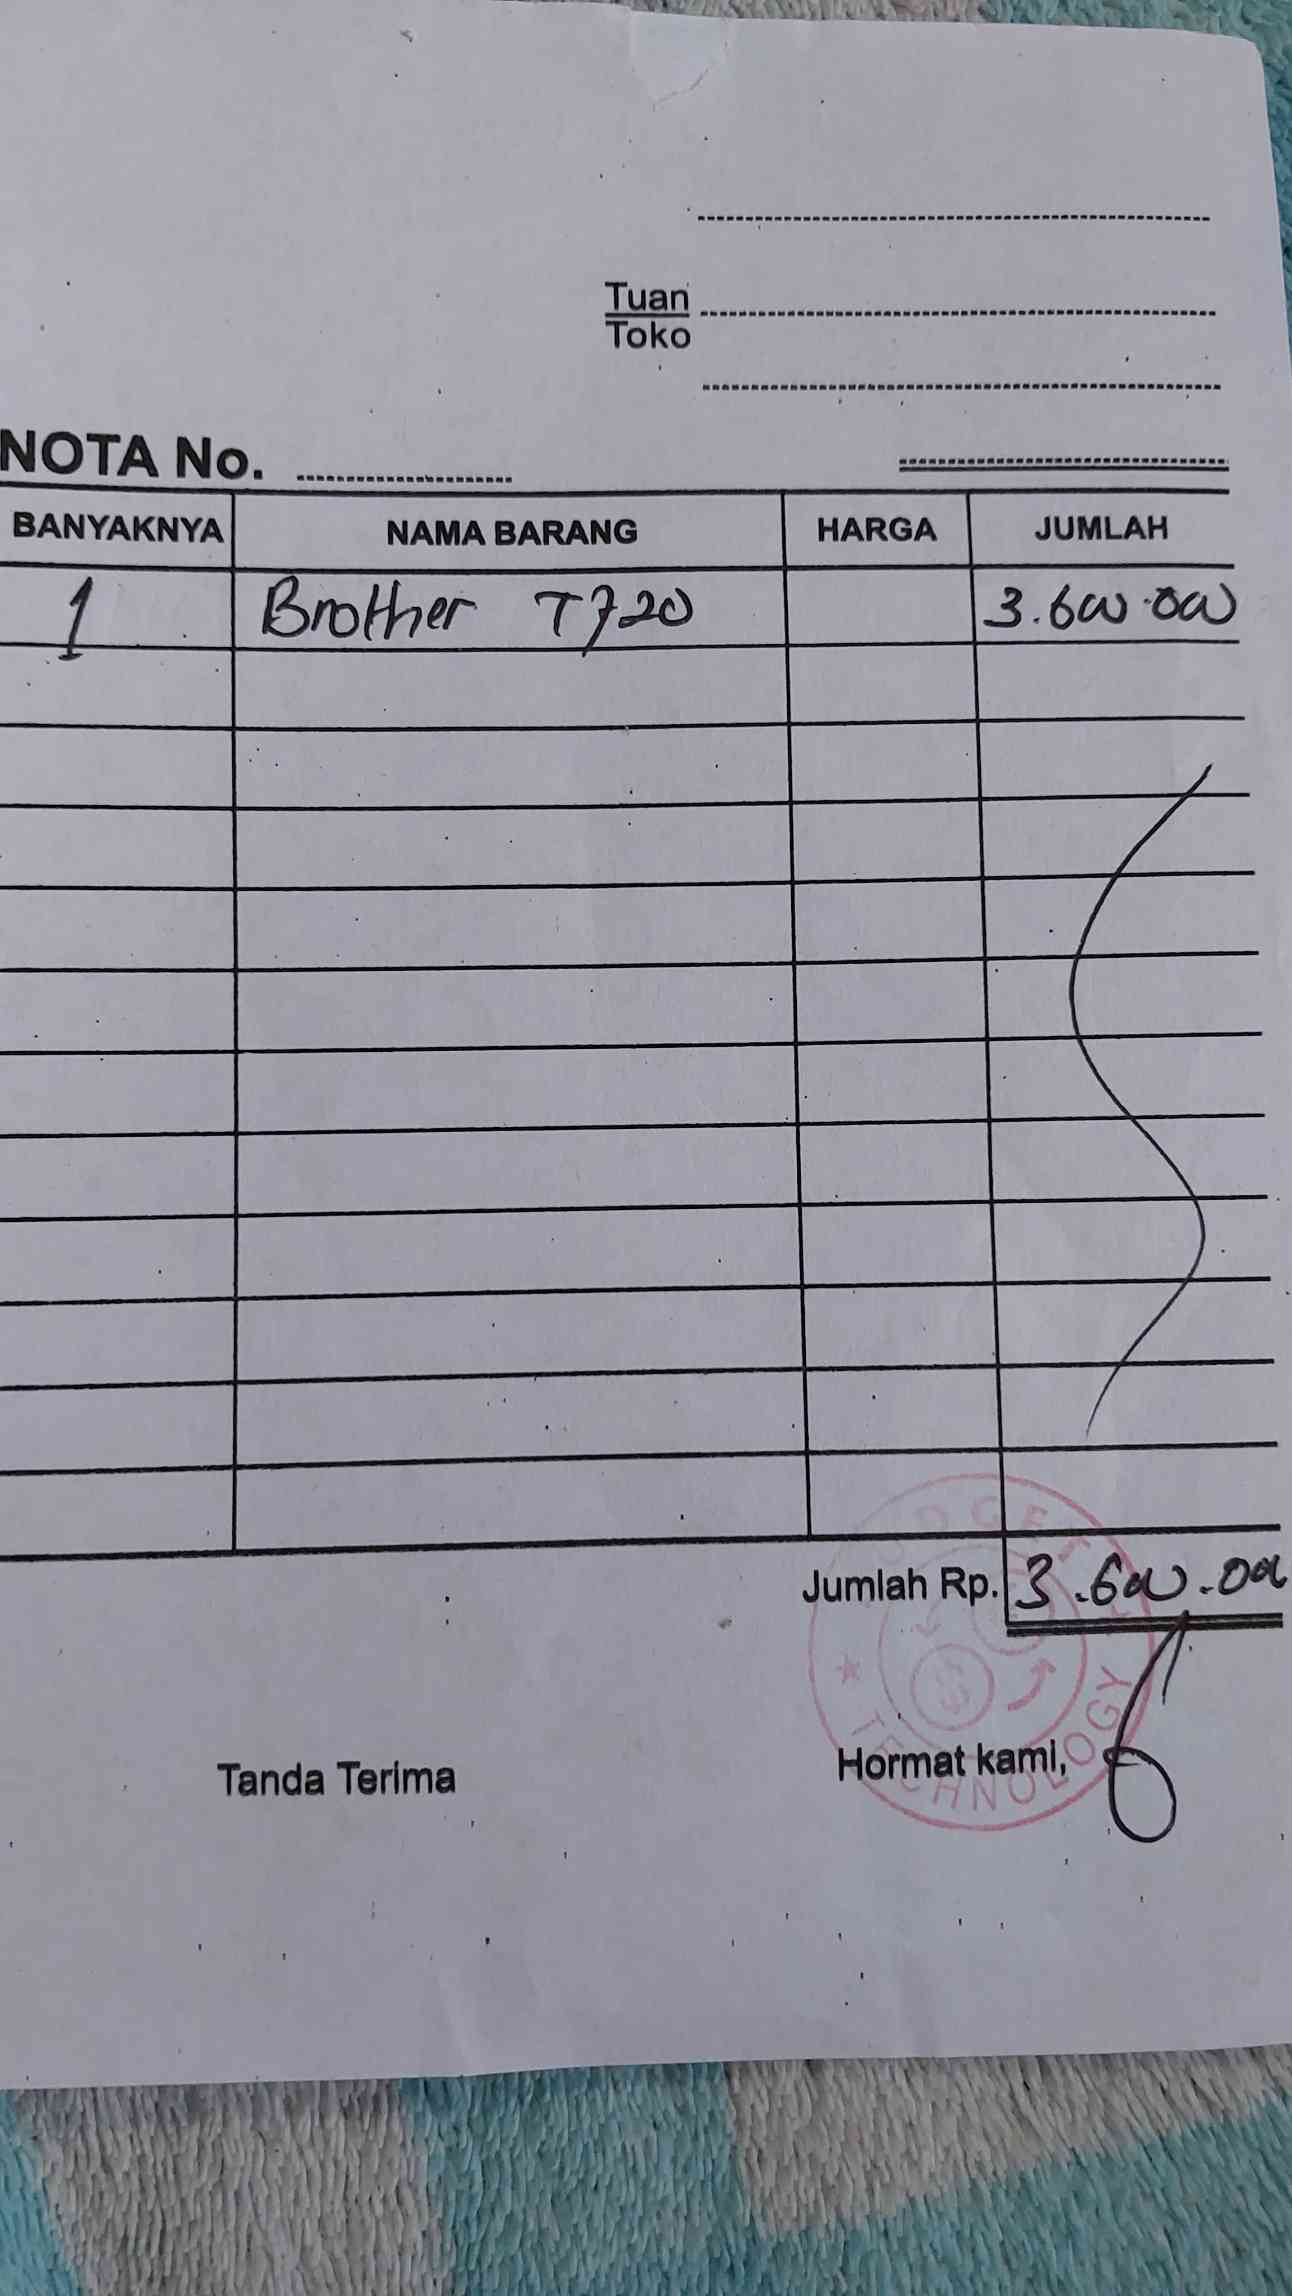 Tuan
Toko
NOTA No.
BANYAKNYA NAMA BARANG HARGA JUMLAH
1 Brother T720 3.600.000
Jumlah Rp. 3.600.000
Tanda Terima Hormat kami,
TECHNOLOGY